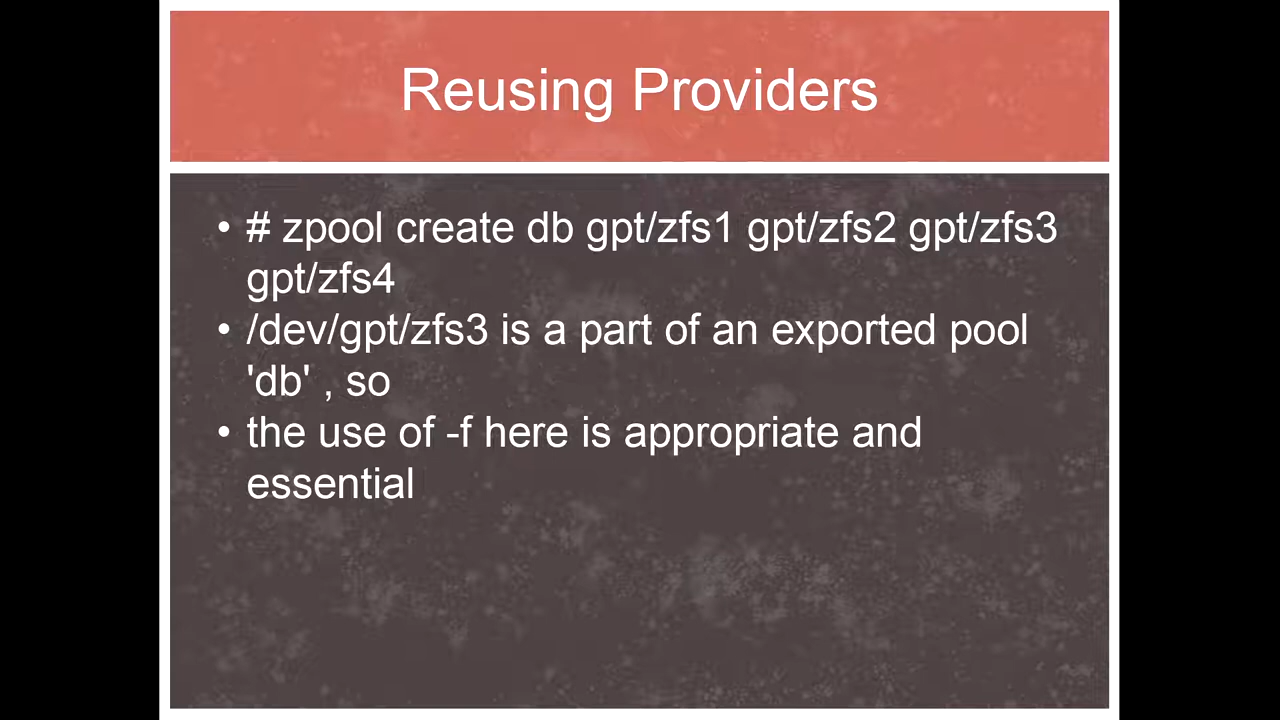 Reusing Providers
• # zpool create db gpt/zfs1 gpt/zfs2 gpt/zfs3
gpt/zfs4
• /dev/gpt/zfs3 is a part of an exported pool
'db' , so
• the use of -f here is appropriate and
essential